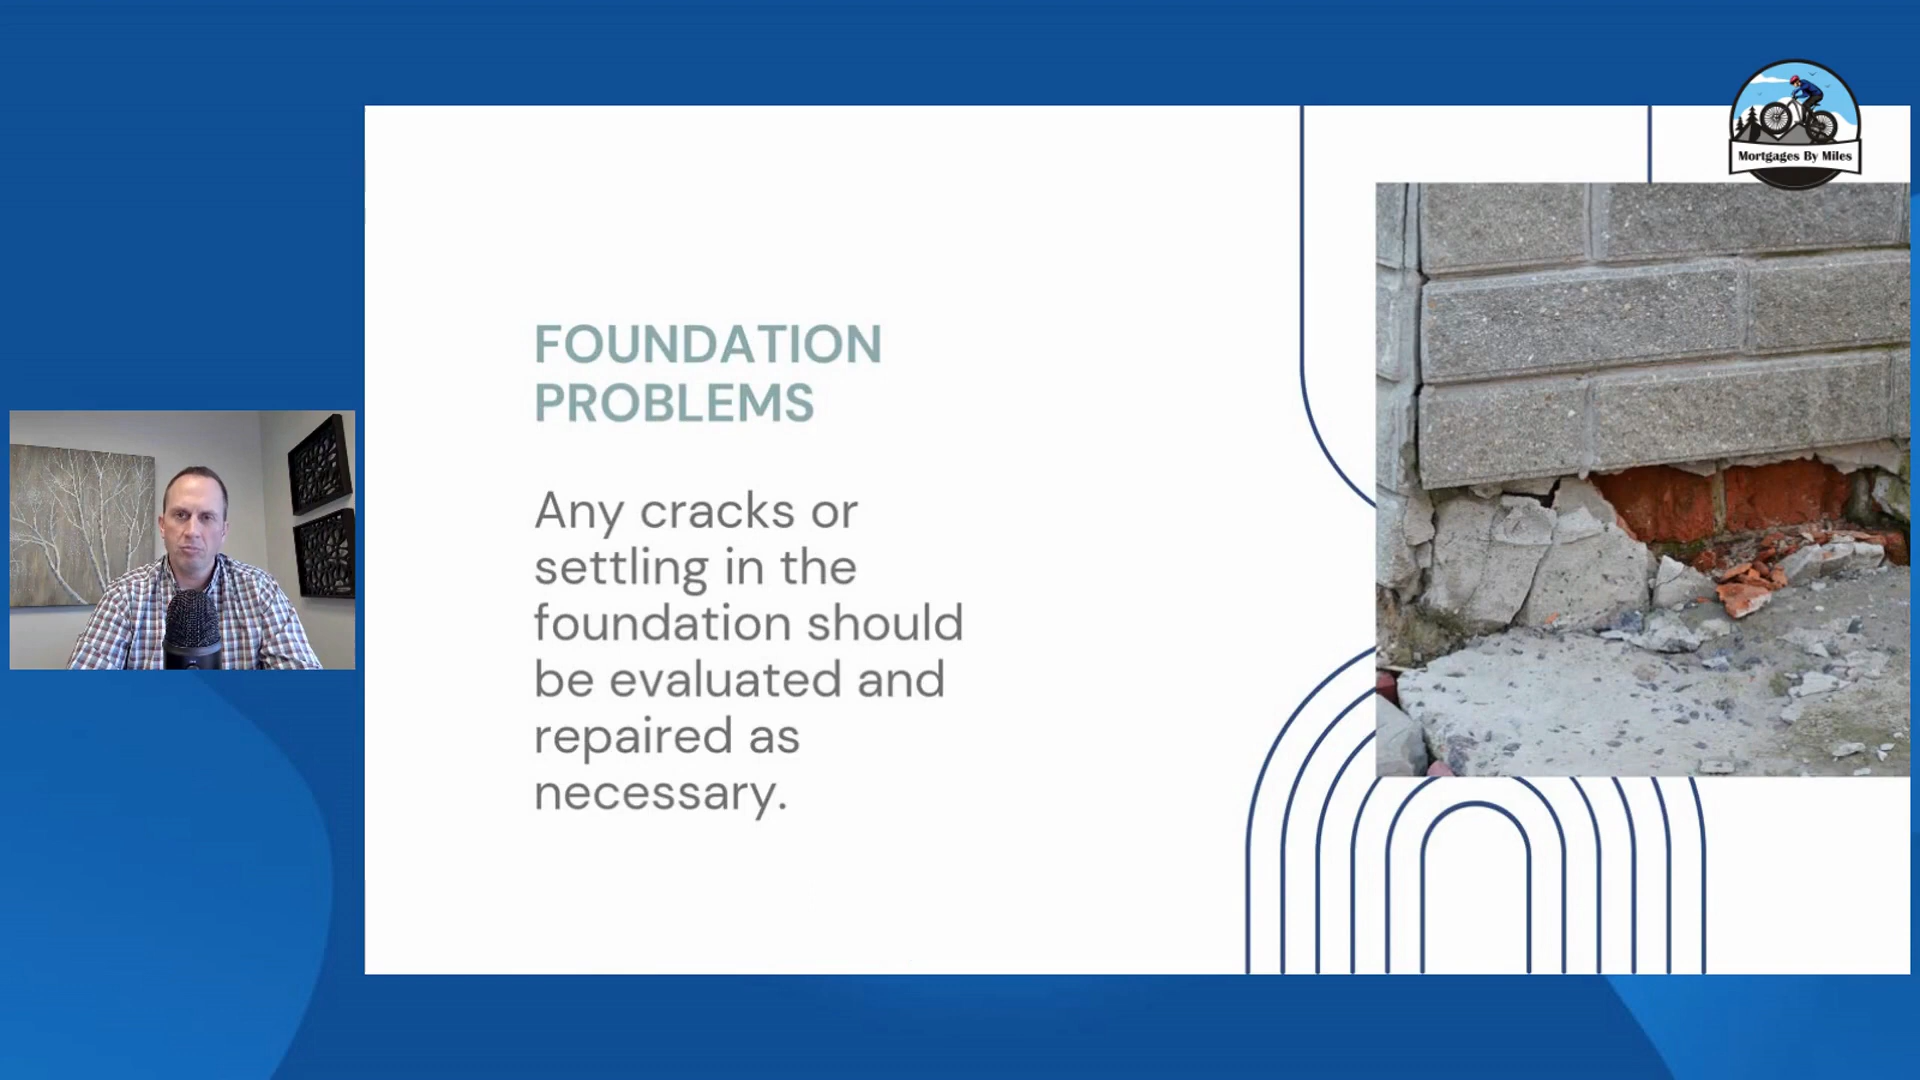 Mortgages By Miles
FOUNDATION
PROBLEMS
Any cracks or
settling in the
foundation should
be evaluated and
repaired as
necessary.